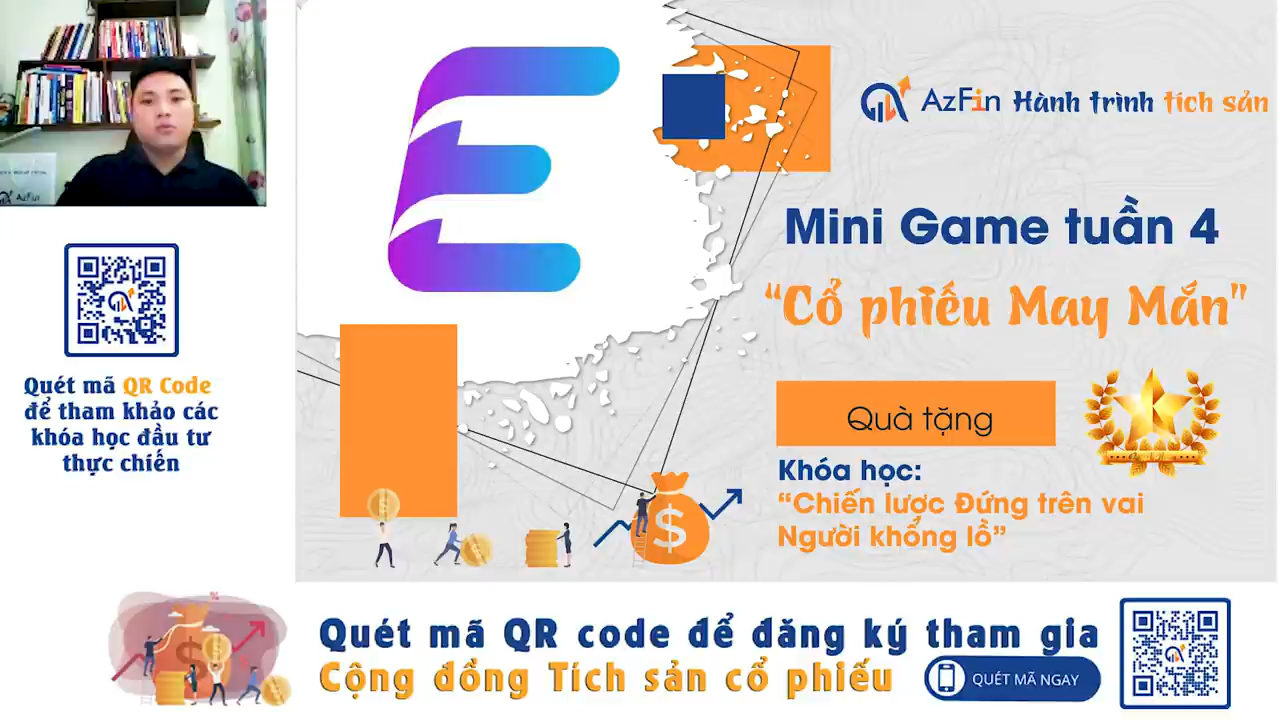 AzFin
AzFin Hành trình tích sản
Mini Game tuần 4
“Cổ phiếu May Mắn"
Quà tặng
Khóa học:
“Chiến lược Đứng trên vai
Người khổng lồ”
Quét mã QR Code
để tham khảo các
khóa học đầu tư
thực chiến
Quét mã QR code để đăng ký tham gia
Cộng đồng Tích sản cổ phiếu
QUÉT MÃ NGAY